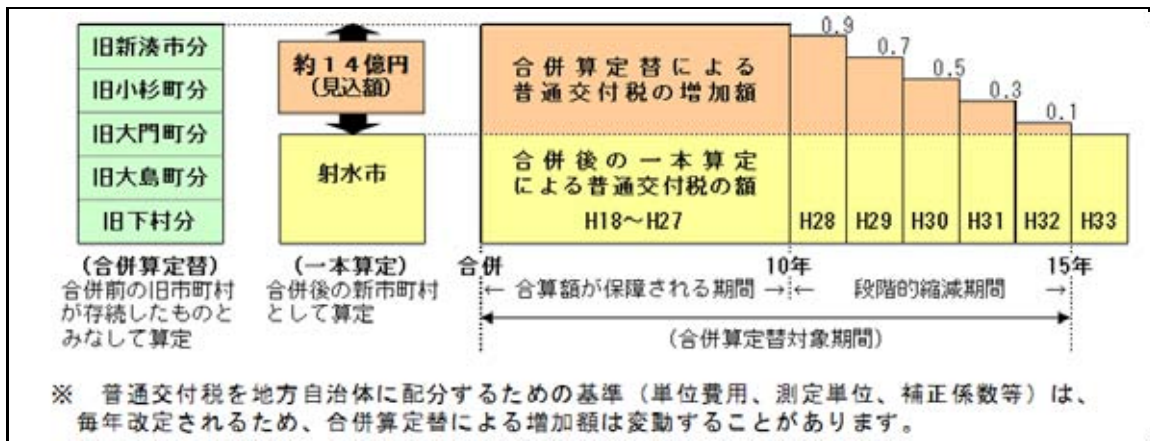 旧新湊市分
旧小杉町分
旧大門町分
旧大島町分
旧下村分
(合併算定替)
合併前の旧市町村
が存続したものと
みなして算定
約14億円
(見込額)
射水市
(一本算定)
合併後の新市町村
として算定
合併算定替による
普通交付税の増加額
合併後の一本算定
による普通交付税の額
H18～H27
0.9
0.7
0.5
0.3
0.1
H28
H29
H30
H31
H32
H33
合併
10年
15年
← 合算額が保障される期間 →
← 段階的縮減期間 →
(合併算定替対象期間)
※ 普通交付税を地方自治体に配分ずるための基準（単位費用、測定単位、補正係数等）は、
毎年改定されるため、合併算定替による増加額は変動することがあります。